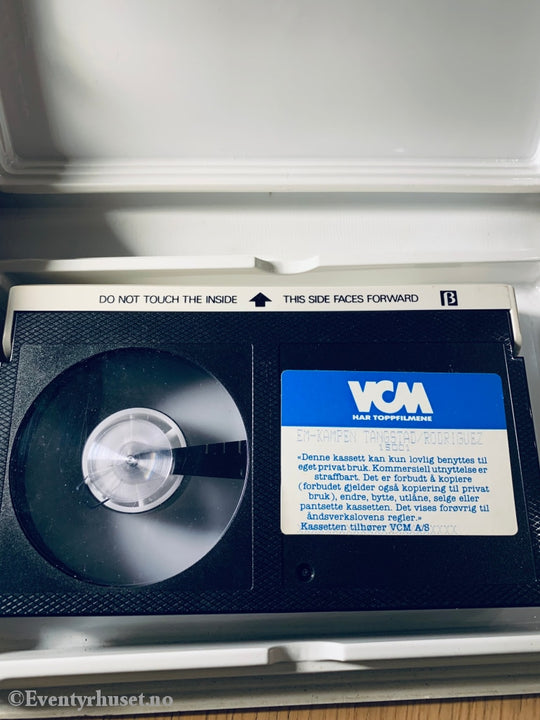 DO NOT TOUCH THE INSIDE THIS SIDE FACES FORWARD β
VCM
HAR TOPPFILMENE
EM-KAMPEN TANGSTAD/RODRIGUEZ
15001
«Denne kassett kan kun lovlig benyttes til
eget privat bruk. Kommersiell utnyttelse er
straffbart. Det er forbudt å kopiere
(forbudet gjelder også kopiering til privat
bruk), endre, bytte, utlåne, selge eller
pantsette kassetten. Det vises forøvrig til
åndsverkslovens regler.»
Kassetten tilhører VCM A/S XXXX
©Eventyrhuset.no